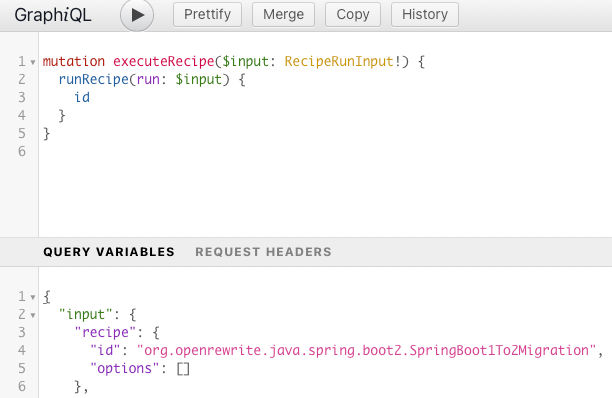 GraphiQL Prettify Merge Copy History
1 mutation executeRecipe($input: RecipeRunInput!) {
2   runRecipe(run: $input) {
3     id
4   }
5 }
6
QUERY VARIABLES REQUEST HEADERS
1 {
2   "input": {
3     "recipe": {
4       "id": "org.openrewrite.java.spring.boot2.SpringBoot1To2Migration",
5       "options": []
6     },